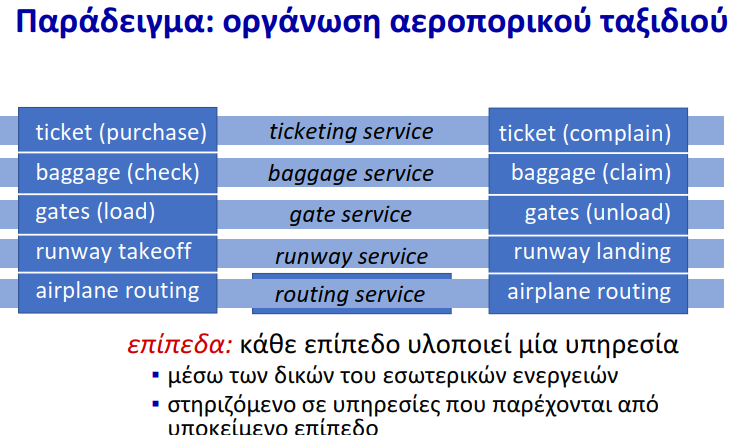 Παράδειγμα: οργάνωση αεροπορικού ταξιδιού
ticket (purchase) ticketing service ticket (complain)
baggage (check) baggage service baggage (claim)
gates (load) gate service gates (unload)
runway takeoff runway service runway landing
airplane routing routing service airplane routing
επίπεδα: κάθε επίπεδο υλοποιεί μία υπηρεσία
▪ μέσω των δικών του εσωτερικών ενεργειών
▪ στηριζόμενο σε υπηρεσίες που παρέχονται από
υποκείμενο επίπεδο